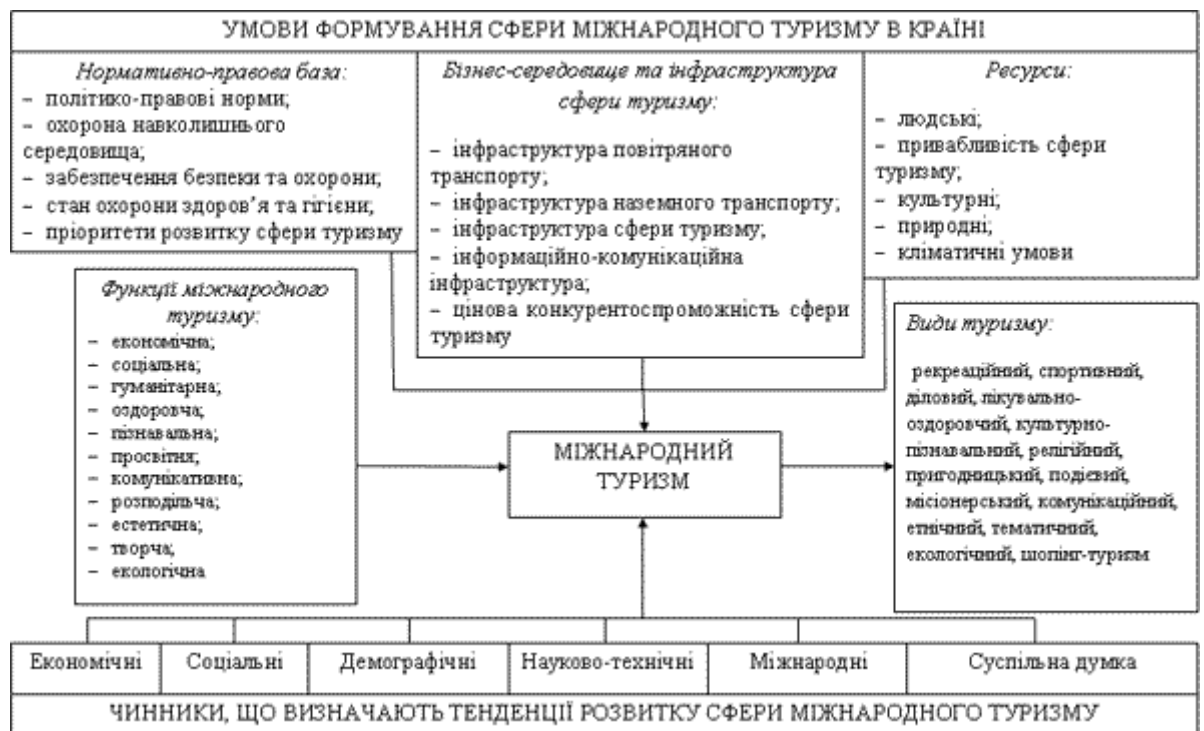 УМОВИ ФОРМУВАННЯ СФЕРИ МІЖНАРОДНОГО ТУРИЗМУ В КРАЇНІ
Нормативно-правова база:
– політико-правові норми;
– охорона навколишнього
середовища;
– забезпечення безпеки та охорони;
– стан охорони здоров’я та гігієни;
– пріоритети розвитку сфери туризму
Бізнес-середовище та інфраструктура
сфери туризму:
– інфраструктура повітряного
транспорту;
– інфраструктура наземного транспорту;
– інфраструктура сфери туризму;
– інформаційно-комунікаційна
інфраструктура;
– цінова конкурентоспроможність сфери
туризму
Ресурси:
– людські;
– привабливість сфери
туризму;
– культурні;
– природні;
– кліматичні умови
Функції міжнародного
туризму:
– економічна;
– соціальна;
– гуманітарна;
– оздоровча;
– пізнавальна;
– просвітня;
– комунікативна;
– розподільча;
– естетична;
– творча;
– екологічна
МІЖНАРОДНИЙ
ТУРИЗМ
Види туризму:
рекреаційний, спортивний,
діловий, лікувально-
оздоровчий, культурно-
пізнавальний, релігійний,
пригодницький, подієвий,
місіонерський, комунікаційний,
етнічний, тематичний,
екологічний, шопінг-туризм
Економічні
Соціальні
Демографічні
Науково-технічні
Міжнародні
Суспільна думка
ЧИННИКИ, ЩО ВИЗНАЧАЮТЬ ТЕНДЕНЦІЇ РОЗВИТКУ СФЕРИ МІЖНАРОДНОГО ТУРИЗМУ